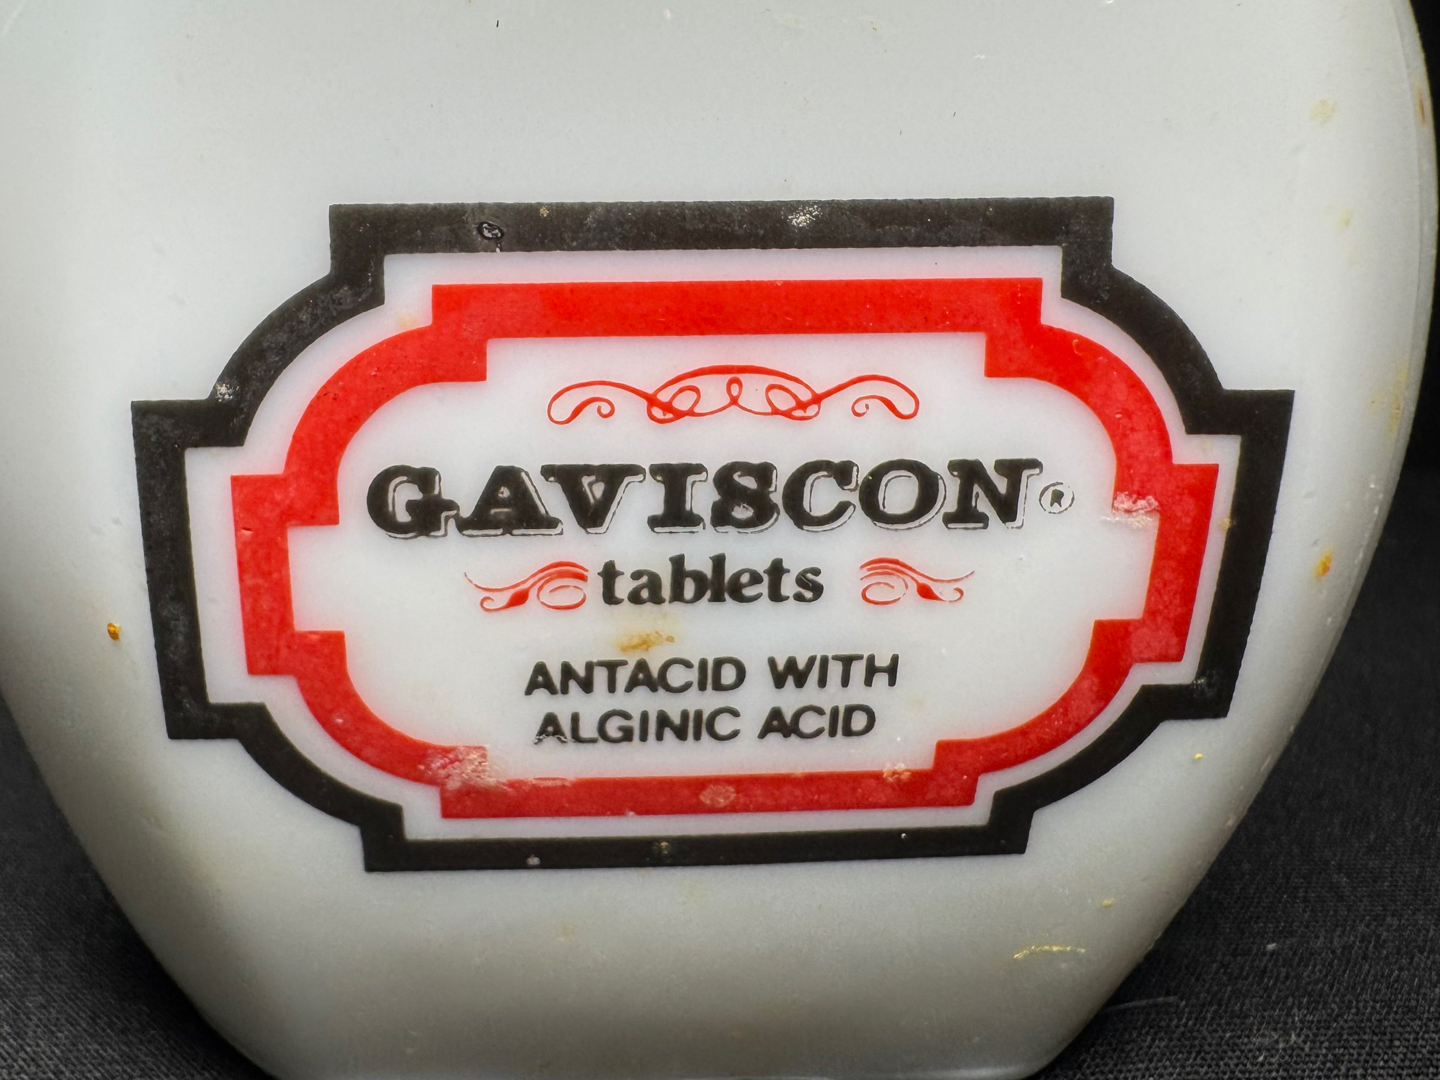 GAVISCON®
tablets
ANTACID WITH
ALGINIC ACID